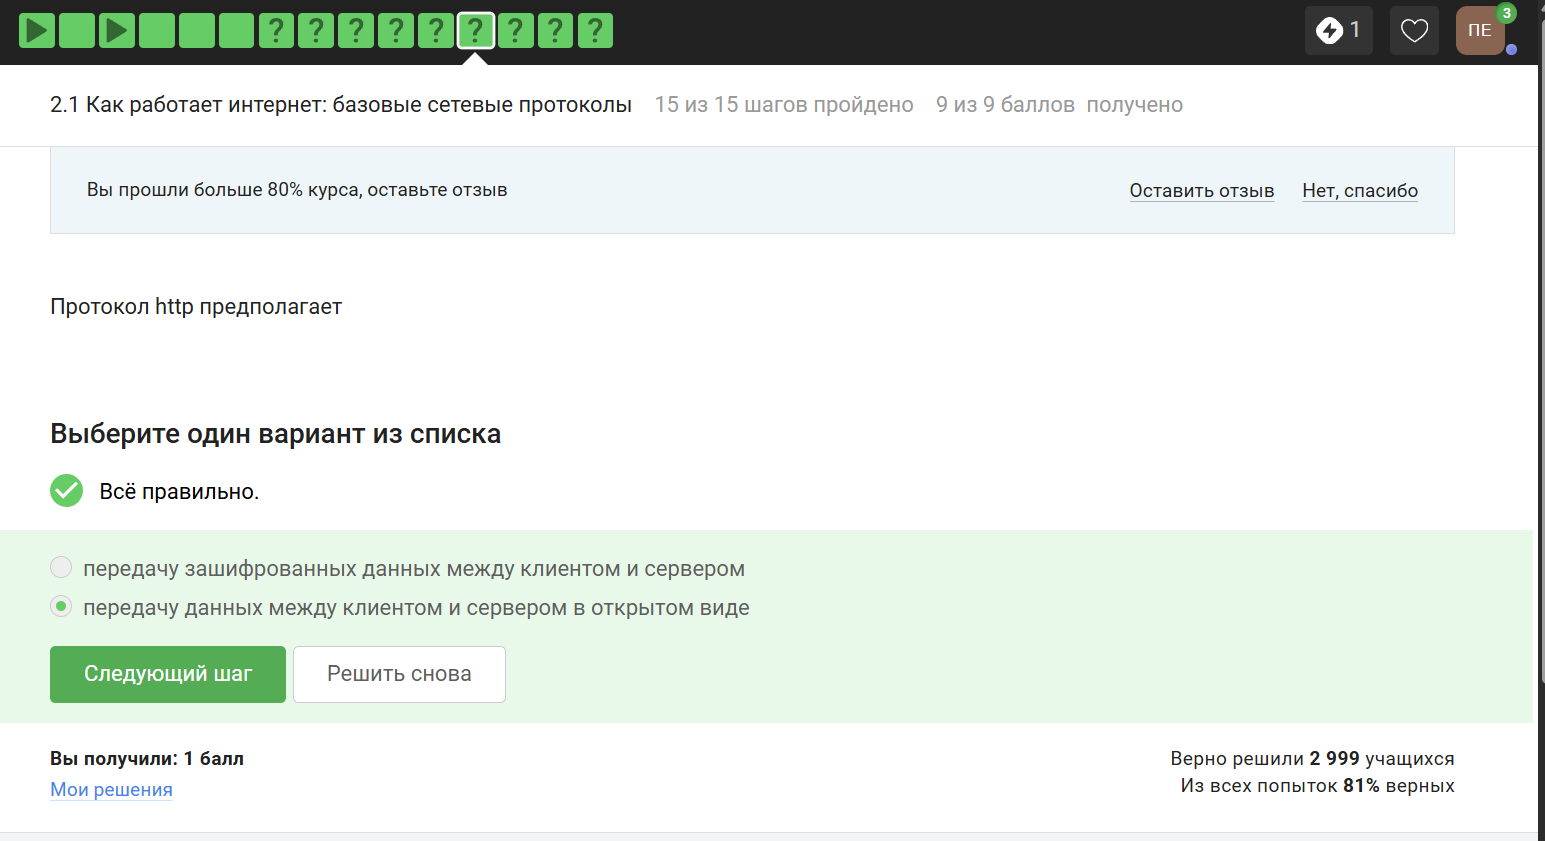 ? ? ? ? ? ? ? ? ?
1
ПЕ
3
2.1 Как работает интернет: базовые сетевые протоколы 15 из 15 шагов пройдено 9 из 9 баллов получено
Вы прошли больше 80% курса, оставьте отзыв Оставить отзыв Нет, спасибо
Протокол http предполагает
Выберите один вариант из списка
Всё правильно.
передачу зашифрованных данных между клиентом и сервером
передачу данных между клиентом и сервером в открытом виде
Следующий шаг Решить снова
Вы получили: 1 балл
Мои решения
Верно решили 2 999 учащихся
Из всех попыток 81% верных